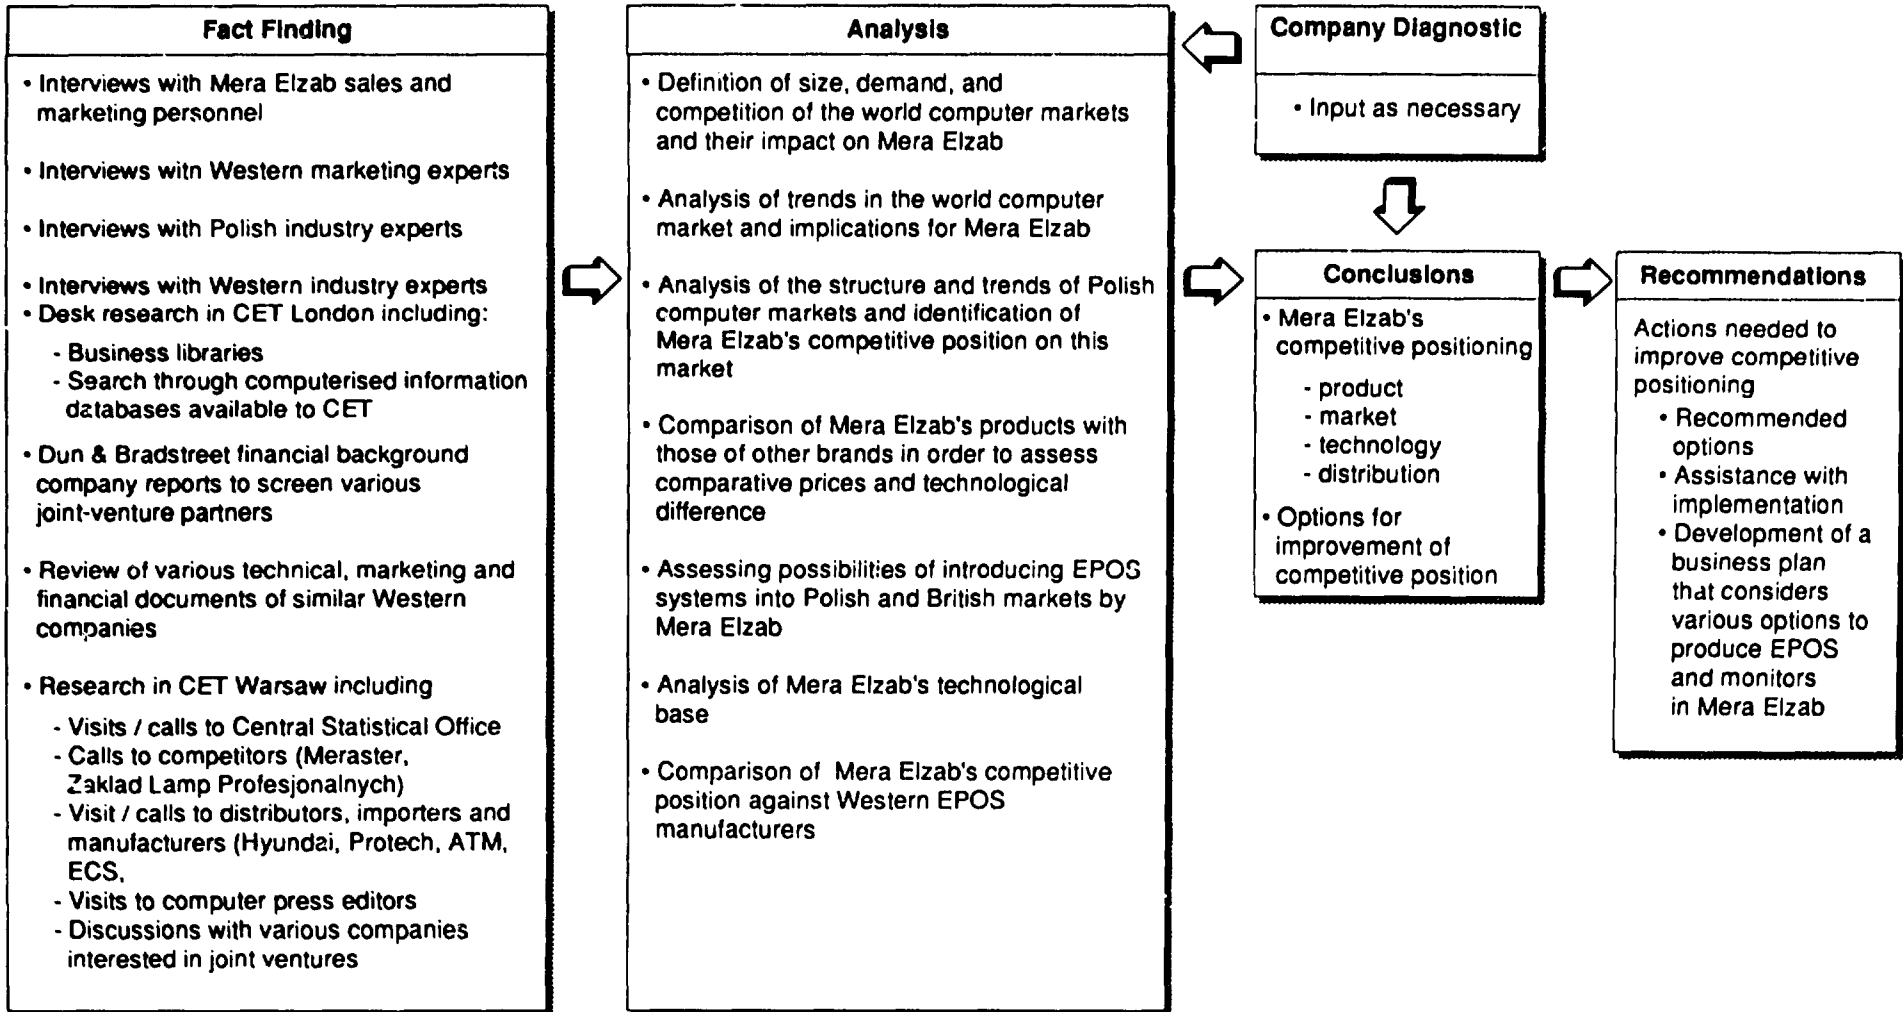 Fact Finding
• Interviews with Mera Elzab sales and
marketing personnel
• Interviews witn Western marketing experts
• Interviews with Polish industry experts
• Interviews with Western industry experts
• Desk research in CET London including:
- Business libraries
- Search through computerised information
databases available to CET
• Dun & Bradstreet financial background
company reports to screen various
joint-venture partners
• Review of various technical, marketing and
financial documents of similar Western
companies
• Research in CET Warsaw including
- Visits / calls to Central Statistical Office
- Calls to competitors (Meraster,
Zaklad Lamp Profesjonalnych)
- Visit / calls to distributors, importers and
manufacturers (Hyundai, Protech, ATM,
ECS,
- Visits to computer press editors
- Discussions with various companies
interested in joint ventures
Analysis
• Definition of size, demand, and
competition of the world computer markets
and their impact on Mera Elzab
• Analysis of trends in the world computer
market and implications for Mera Elzab
• Analysis of the structure and trends of Polish
computer markets and identification of
Mera Elzab's competitive position on this
market
• Comparison of Mera Elzab's products with
those of other brands in order to assess
comparative prices and technological
difference
• Assessing possibilities of introducing EPOS
systems into Polish and British markets by
Mera Elzab
• Analysis of Mera Elzab's technological
base
• Comparison of Mera Elzab's competitive
position against Western EPOS
manufacturers
Company Diagnostic
• Input as necessary
Conclusions
• Mera Elzab's
competitive positioning
- product
- market
- technology
- distribution
• Options for
improvement of
competitive position
Recommendations
Actions needed to
improve competitive
positioning
• Recommended
options
• Assistance with
implementation
• Development of a
business plan
that considers
various options to
produce EPOS
and monitors
in Mera Elzab